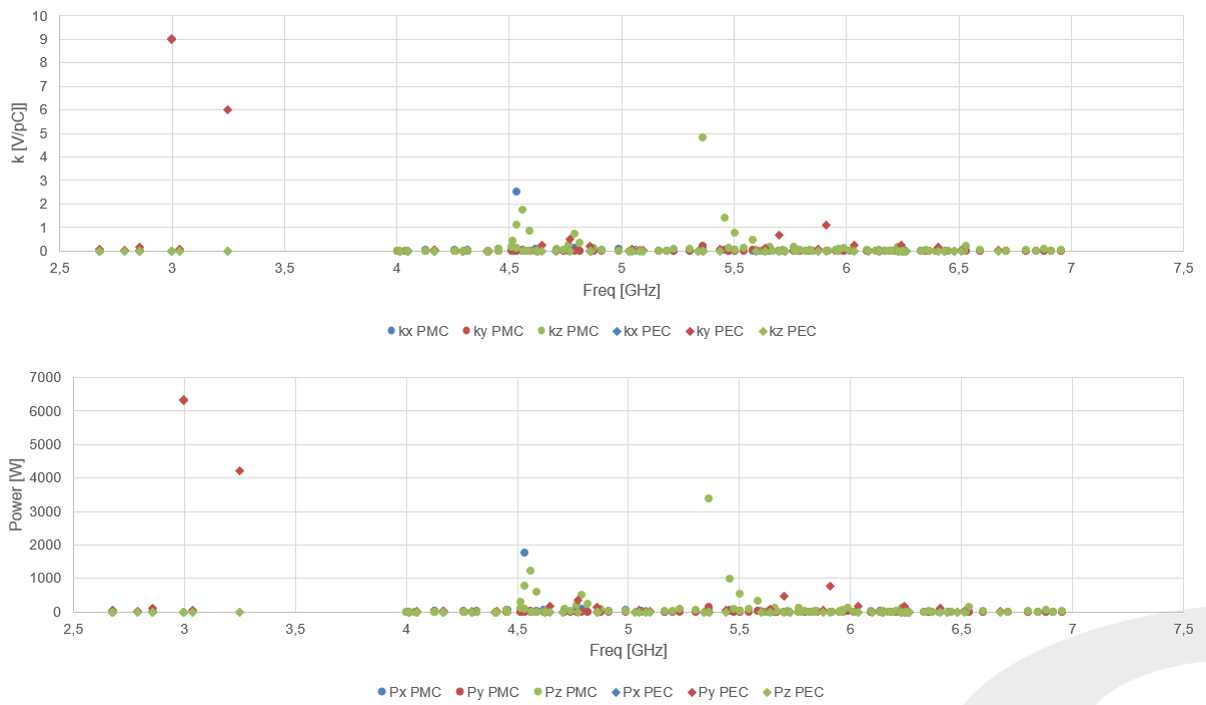 10
9
8
7
6
5
4
3
2
1
0
k [V/pC]]
2,5 3 3,5 4 4,5 5 5,5 6 6,5 7 7,5
Freq [GHz]
kx PMC ky PMC kz PMC kx PEC ky PEC kz PEC
7000
6000
5000
4000
3000
2000
1000
0
Power [W]
2,5 3 3,5 4 4,5 5 5,5 6 6,5 7 7,5
Freq [GHz]
Px PMC Py PMC Pz PMC Px PEC Py PEC Pz PEC